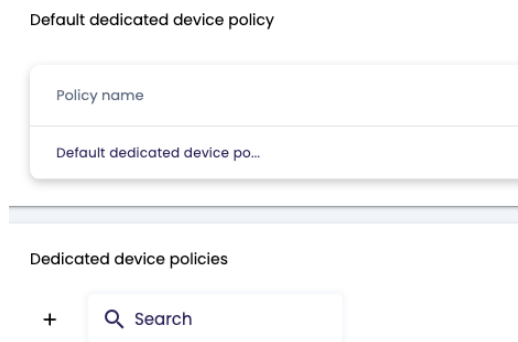 Default dedicated device policy
Policy name
Default dedicated device po...
Dedicated device policies
+ Search